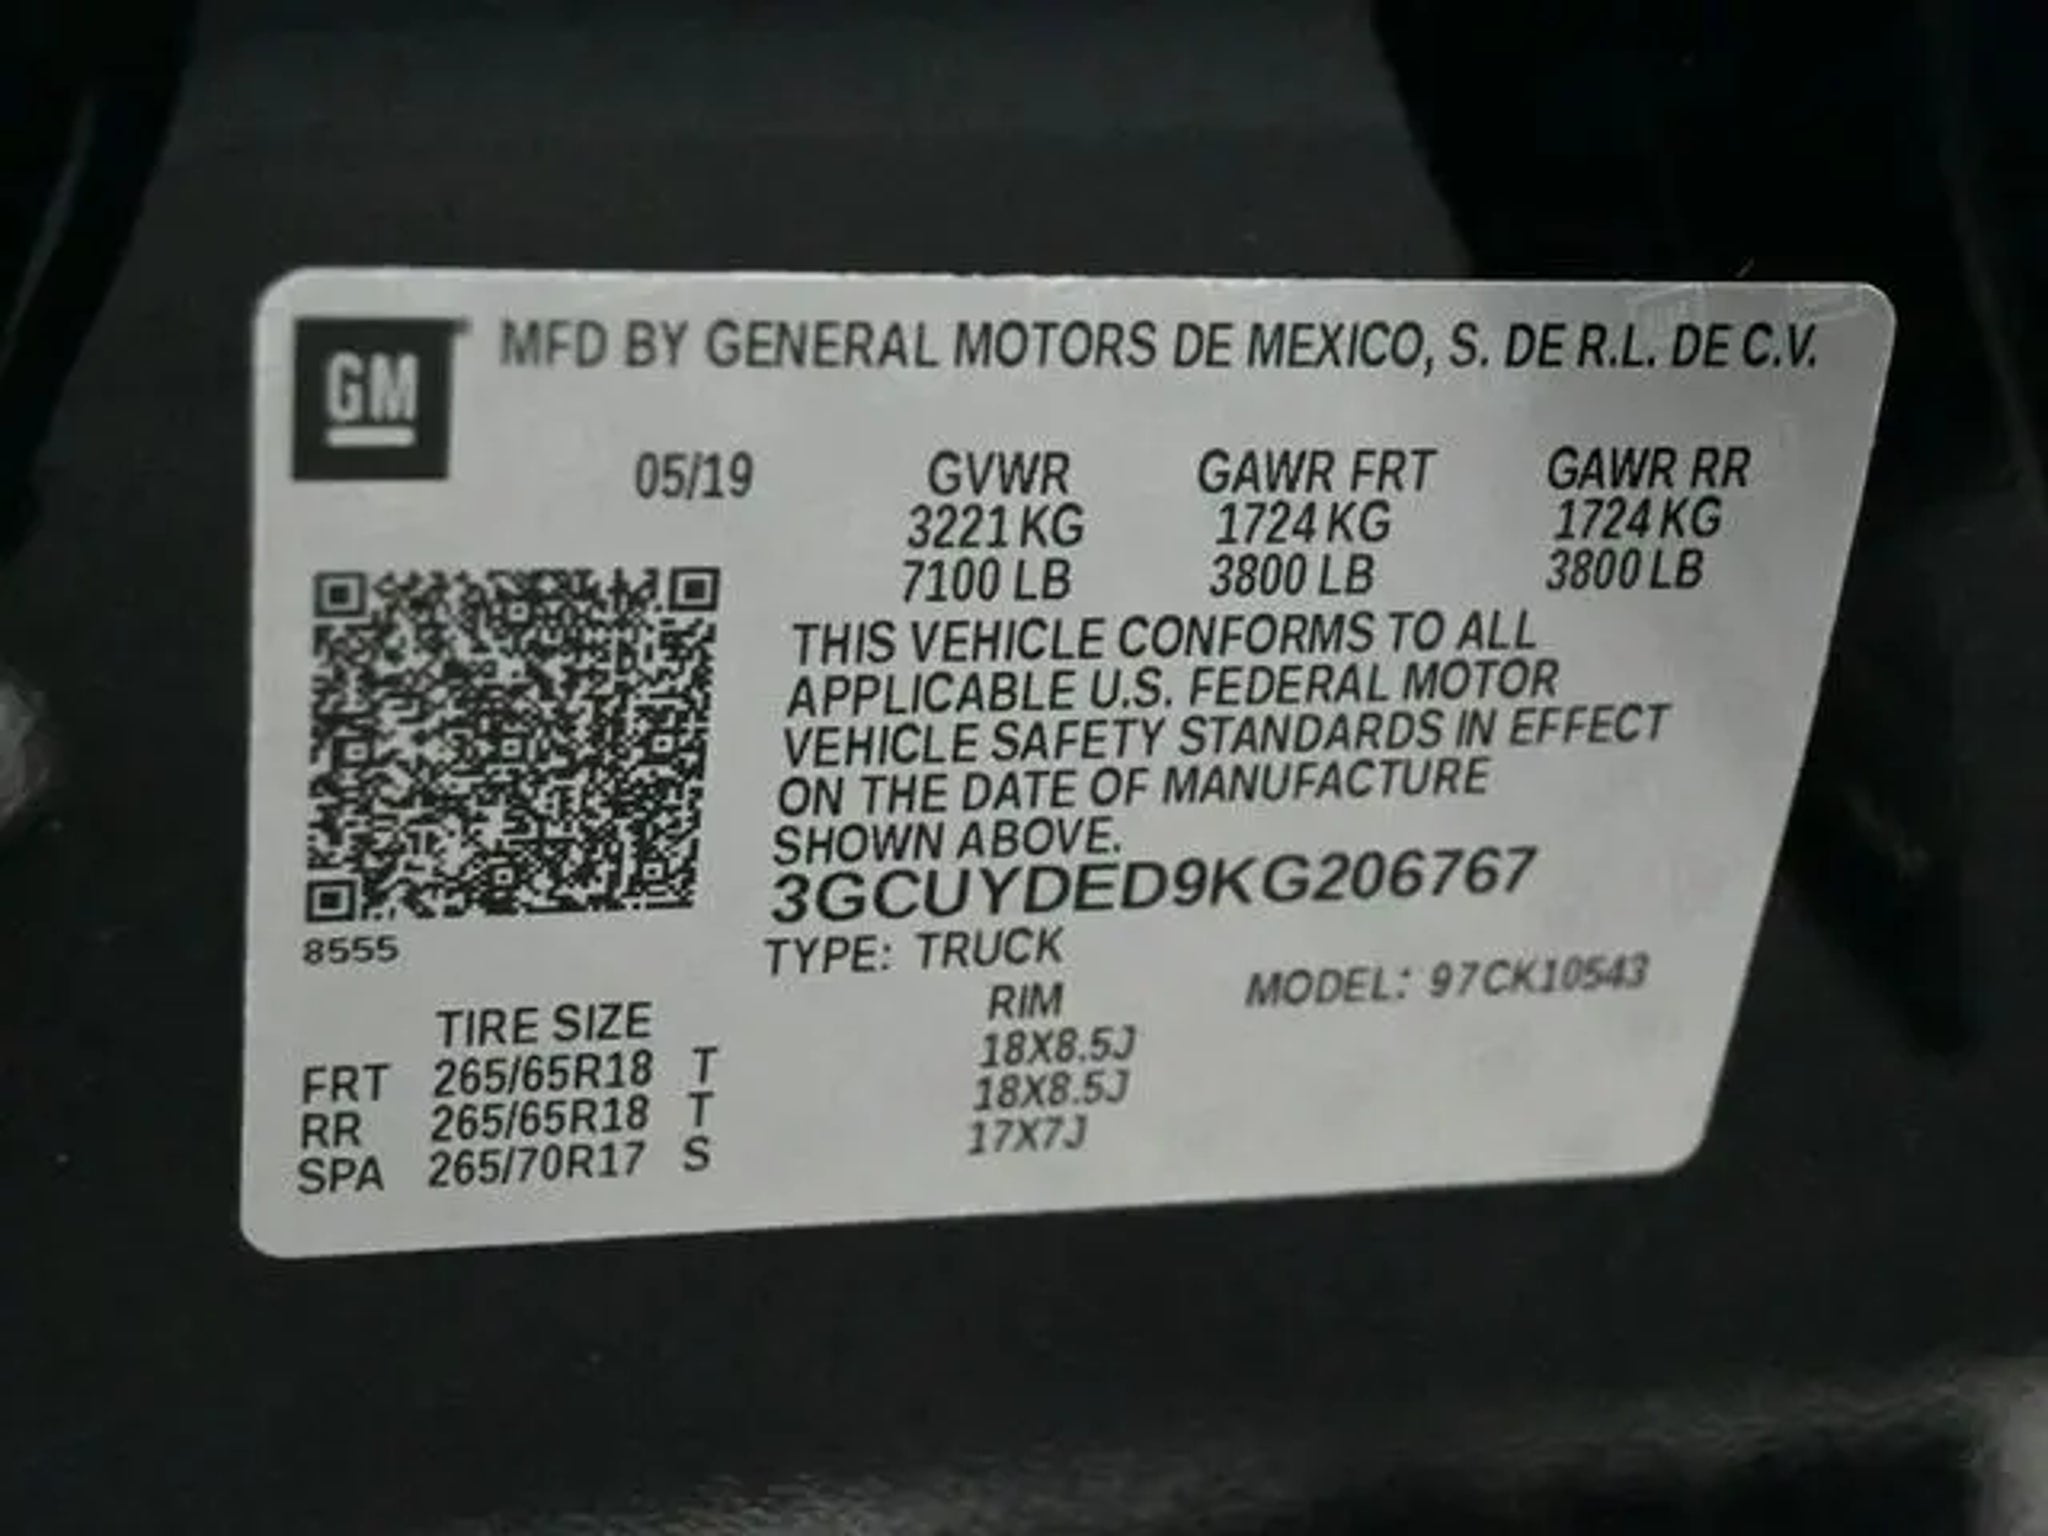 GM MFD BY GENERAL MOTORS DE MEXICO, S. DE R.L. DE C.V.
05/19 GVWR GAWR FRT GAWR RR
3221 KG 1724 KG 1724 KG
7100 LB 3800 LB 3800 LB
THIS VEHICLE CONFORMS TO ALL
APPLICABLE U.S. FEDERAL MOTOR
VEHICLE SAFETY STANDARDS IN EFFECT
ON THE DATE OF MANUFACTURE
SHOWN ABOVE.
3GCUYDED9KG206767
8555
TYPE: TRUCK MODEL: 97CK10543
TIRE SIZE RIM
FRT 265/65R18 T 18X8.5J
RR 265/65R18 T 18X8.5J
SPA 265/70R17 S 17X7J